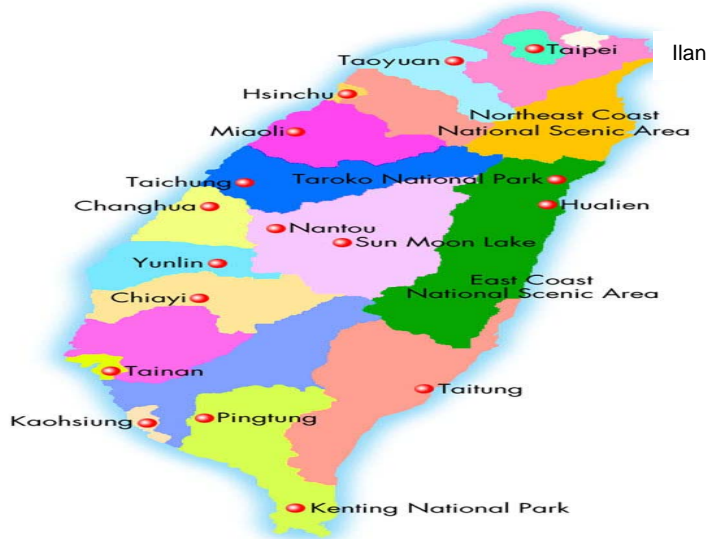 Taipei
Ilan
Taoyuan
Hsinchu
Northeast Coast
National Scenic Area
Miaoli
Taichung
Taroko National Park
Changhua
Hualien
Nantou
Sun Moon Lake
Yunlin
East Coast
National Scenic Area
Chiayi
Tainan
Taitung
Kaohsiung
Pingtung
Kenting National Park